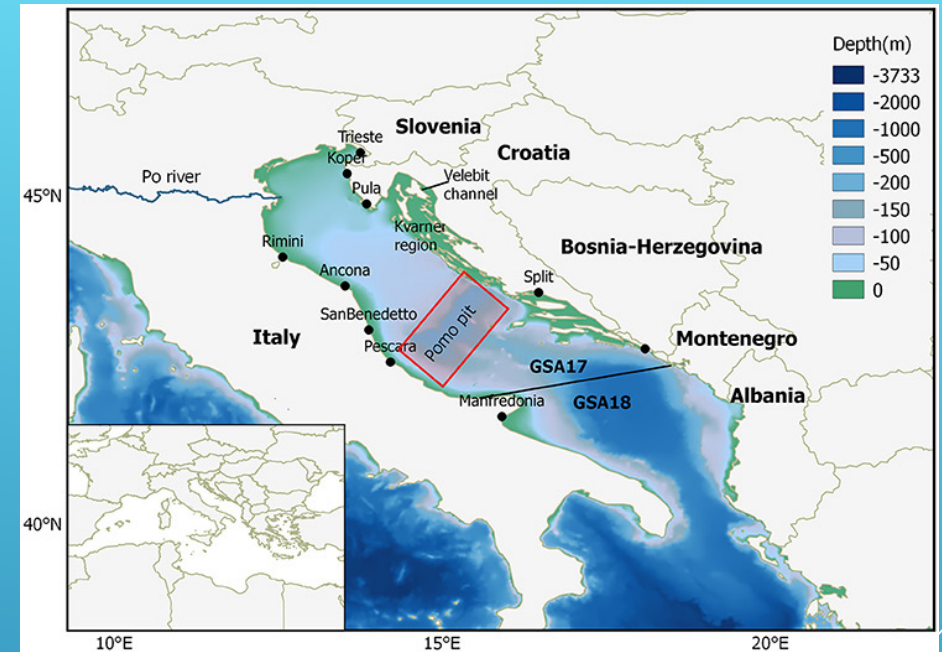 Depth(m)
-3733
-2000
-1000
-500
-200
-150
-100
-50
0
Slovenia
Trieste
Koper
Croatia
Velebit
channel
Po river
45°N
Pula
Kvarner
region
Rimini
Bosnia-Herzegovina
Ancona
Split
SanBenedetto
Italy
Pomo pit
Pescara
Montenegro
GSA17
Albania
Manfredonia
GSA18
40°N
10°E
15°E
20°E